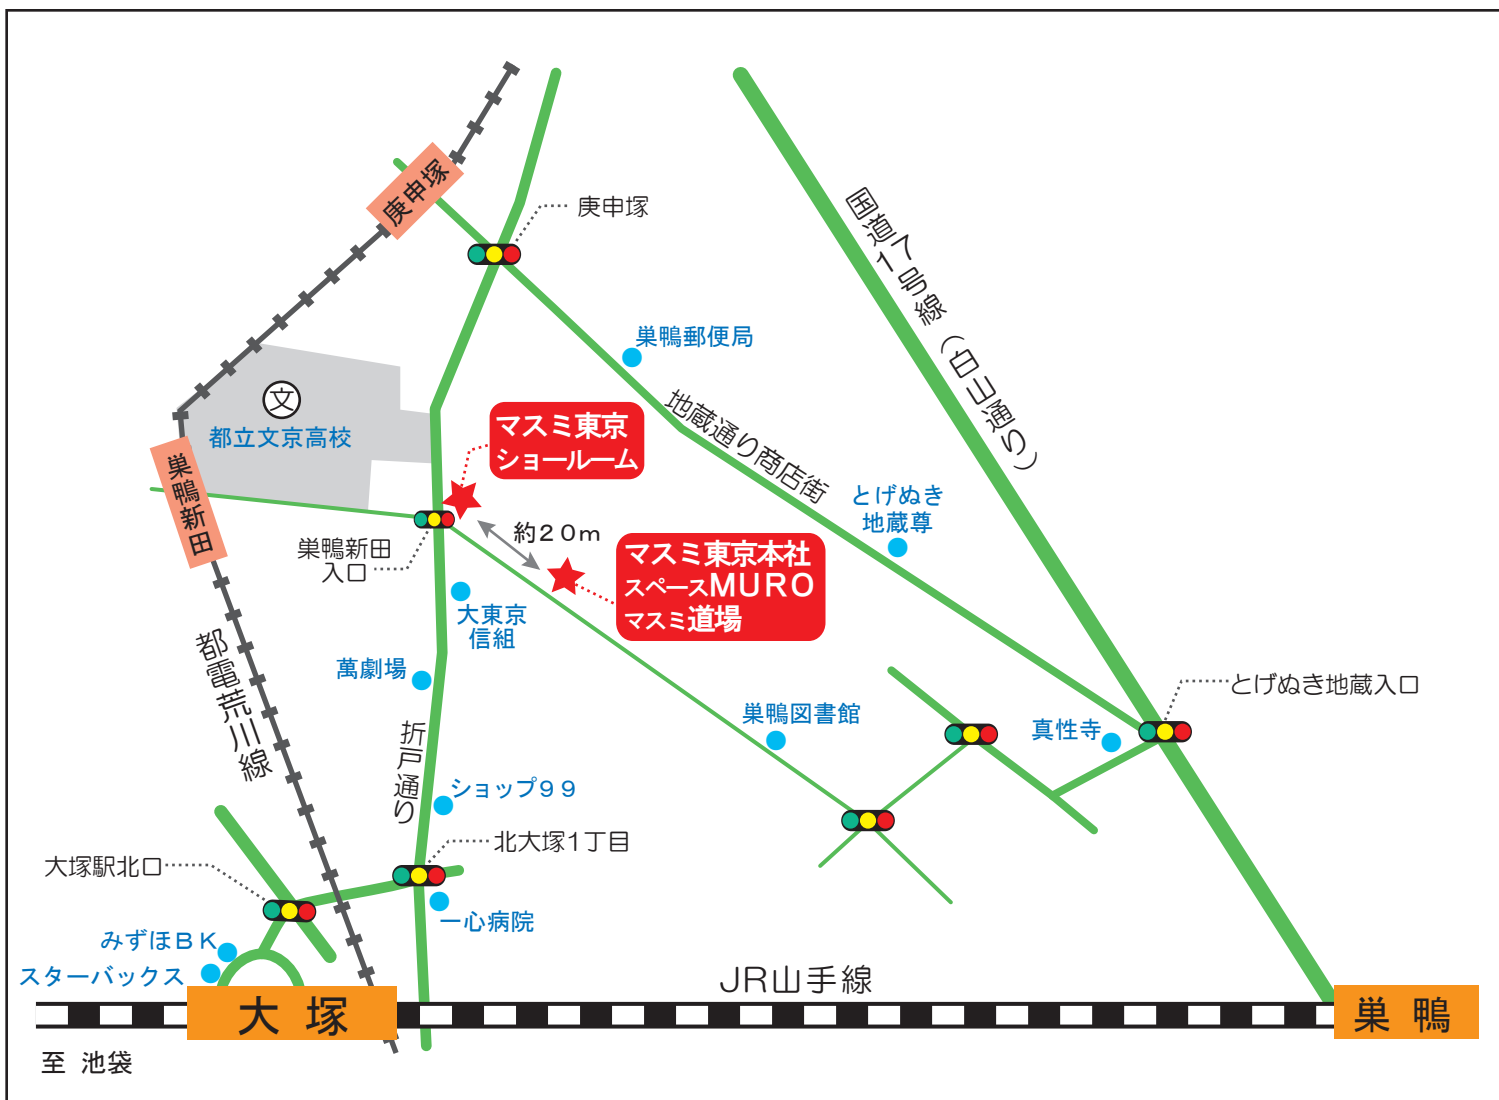 庚申塚
庚申塚
国道17号線（白山通り）
巣鴨郵便局
文
都立文京高校
マスミ東京
ショールーム
地蔵通り商店街
巣鴨新田
とげぬき
地蔵尊
約20m
巣鴨新田
入口
マスミ東京本社
スペースMURO
マスミ道場
大東京
信組
都電荒川線
萬劇場
とげぬき地蔵入口
巣鴨図書館
真性寺
折戸通り
ショップ99
北大塚1丁目
大塚駅北口
一心病院
みずほBK
スターバックス
JR山手線
大塚
巣鴨
至 池袋